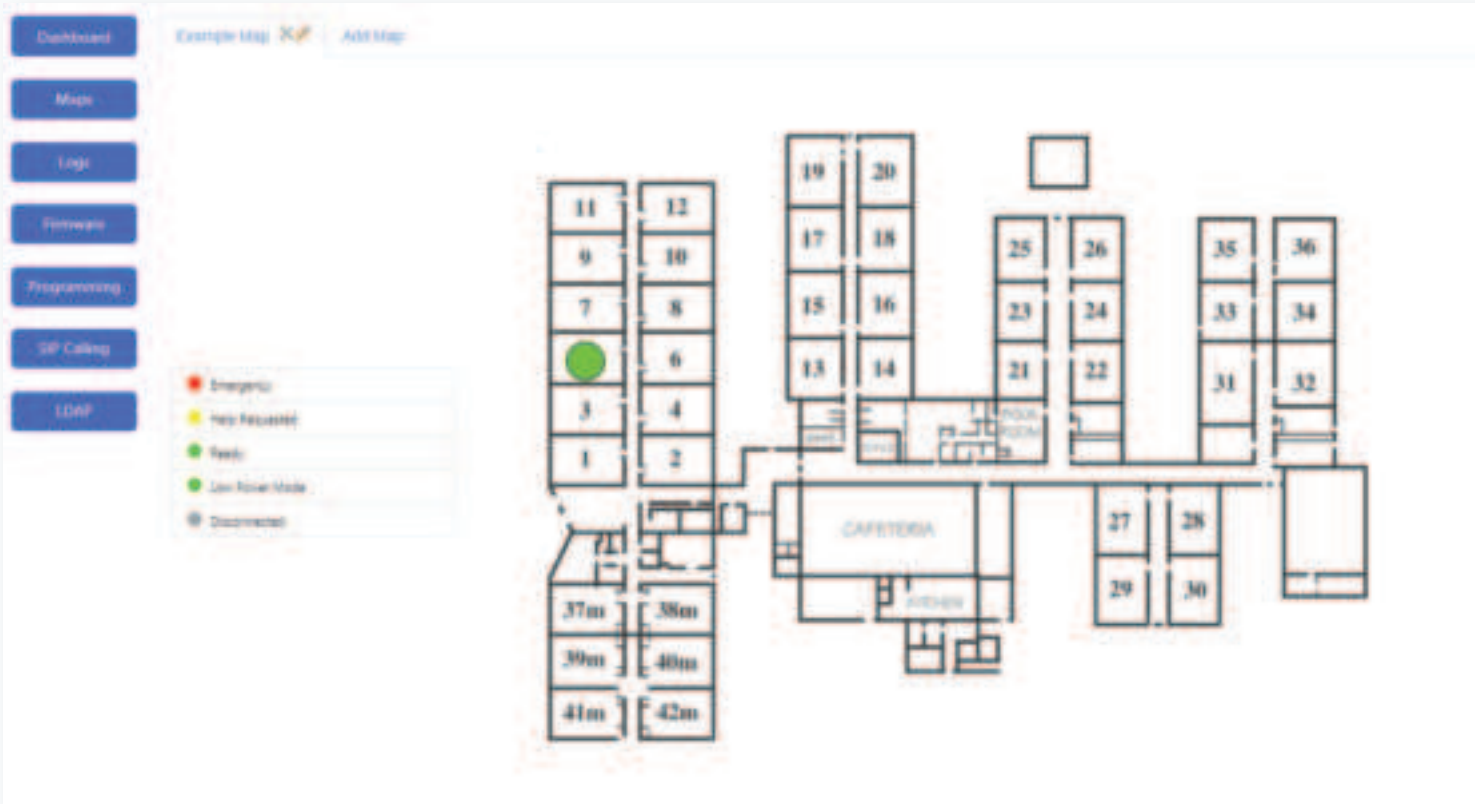 Dashboard
Maps
Logs
Firmware
Programming
SIP Calling
LDAP
Example Map
Add Map
Emergency
Help Requested
Ready
Low Power Mode
Disconnected
11 12
9 10
7 8
6
3 4
1 2
37m 38m
39m 40m
41m 42m
19 20
17 18
15 16
13 14
25 26
23 24
21 22
35 36
33 34
31 32
CAFETERIA
KITCHEN
27 28
29 30